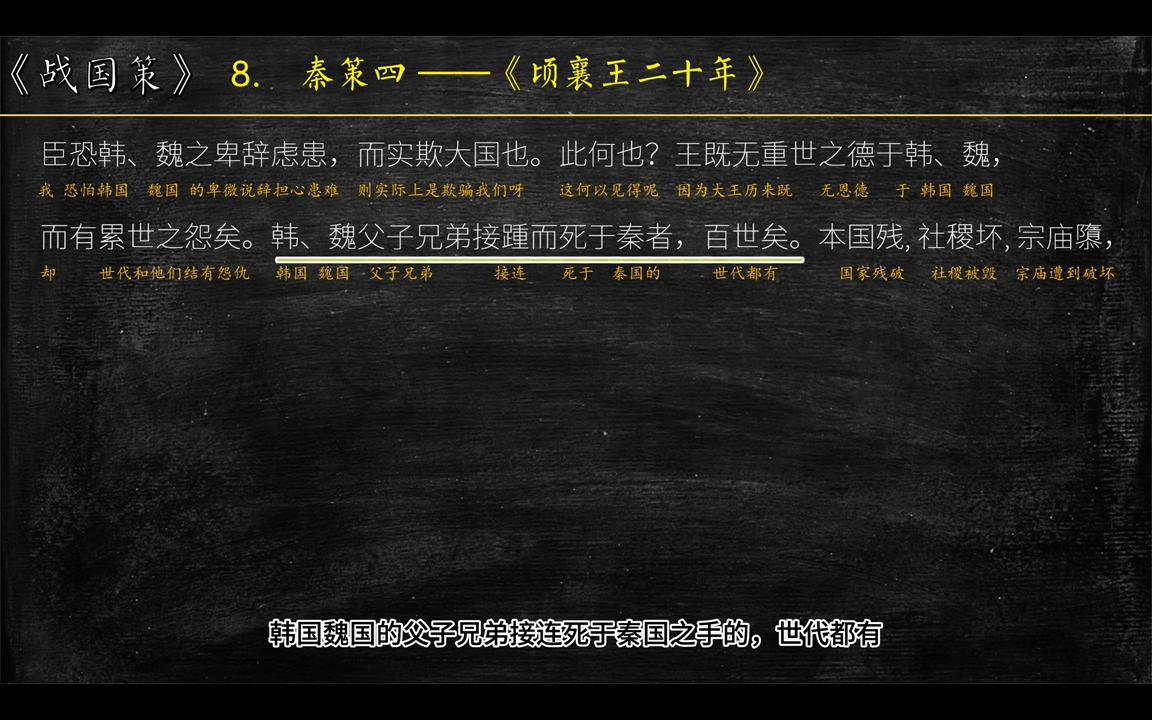 《战国策》 8. 秦策四 ——《顷襄王二十年》
臣恐韩、魏之卑辞虑患，而实欺大国也。此何也？王既无重世之德于韩、魏，
我 恐怕韩国 魏国 的卑微说辞担心患难 则实际上是欺骗我们呀 这何以见得呢 因为大王历来既 无恩德 于 韩国 魏国
而有累世之怨矣。韩、魏父子兄弟接踵而死于秦者，百世矣。本国残, 社稷坏, 宗庙隳，
却 世代和他们结有怨仇 韩国 魏国 父子兄弟 接连 死于 秦国的 世代都有 国家残破 社稷被毁 宗庙遭到破坏
韩国魏国的父子兄弟接连死于秦国之手的，世代都有